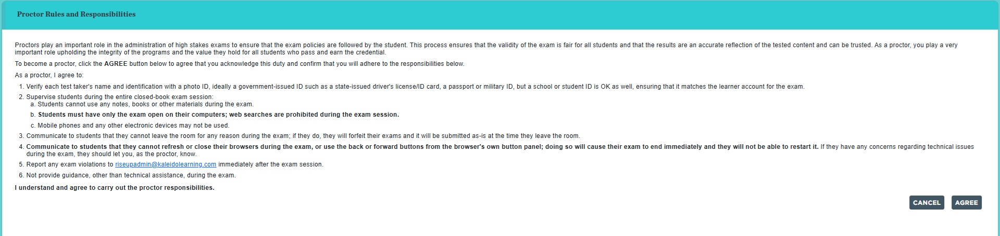 Proctor Rules and Responsibilities
Proctors play an important role in the administration of high stakes exams to ensure that the exam policies are followed by the student. This process ensures that the validity of the exam is fair for all students and that the results are an accurate reflection of the tested content and can be trusted. As a proctor, you play a very
important role upholding the integrity of the programs and the value they hold for all students who pass and earn the credential.
To become a proctor, click the AGREE button below to agree that you acknowledge this duty and confirm that you will adhere to the responsibilities below.
As a proctor, I agree to:
1. Verify each test taker's name and identification with a photo ID, ideally a government-issued ID such as a state-issued driver's license/ID card, a passport or military ID, but a school or student ID is OK as well, ensuring that it matches the learner account for the exam.
2. Supervise students during the entire closed-book exam session:
a. Students cannot use any notes, books or other materials during the exam.
b. Students must have only the exam open on their computers; web searches are prohibited during the exam session.
c. Mobile phones and any other electronic devices may not be used.
3. Communicate to students that they cannot leave the room for any reason during the exam; if they do, they will forfeit their exams and it will be submitted as-is at the time they leave the room.
4. Communicate to students that they cannot refresh or close their browsers during the exam, or use the back or forward buttons from the browser's own button panel; doing so will cause their exam to end immediately and they will not be able to restart it. If they have any concerns regarding technical issues
during the exam, they should let you, as the proctor, know.
5. Report any exam violations to riseupadmin@kaleidolearning.com immediately after the exam session.
6. Not provide guidance, other than technical assistance, during the exam.
I understand and agree to carry out the proctor responsibilities.
CANCEL AGREE